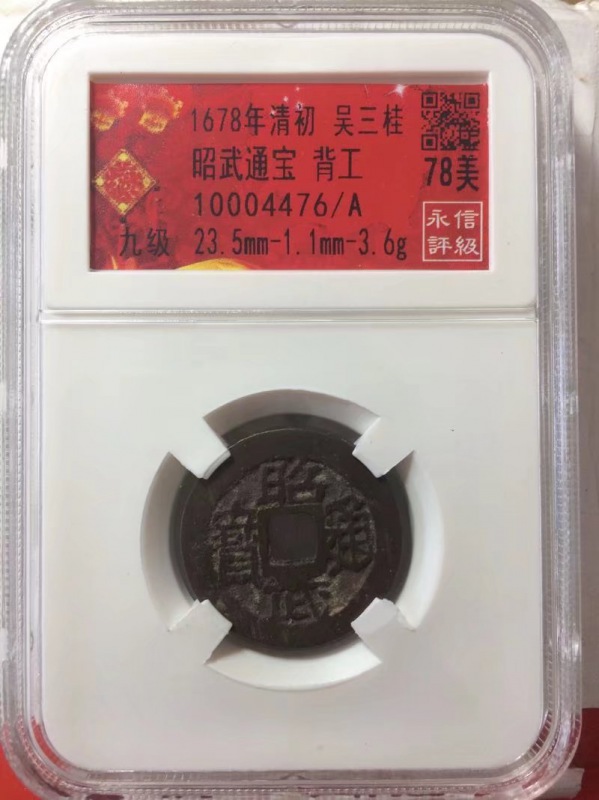 1678年清初 吴三桂
昭武通宝 背工
78美
10004476/A
九级 23.5mm-1.1mm-3.6g
永信
評級
昭武通寳